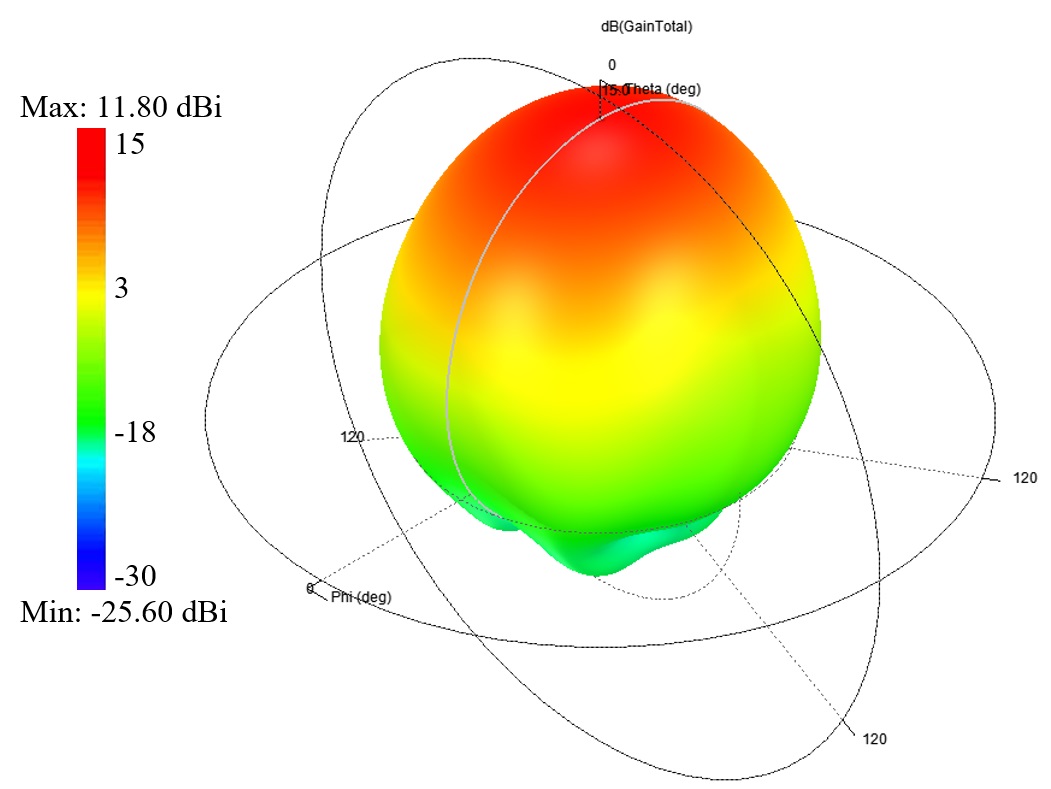 dB(GainTotal)
0
15.0 Theta (deg)
Max: 11.80 dBi
15
3
-18
-30
Min: -25.60 dBi
120
120
0
Phi (deg)
120